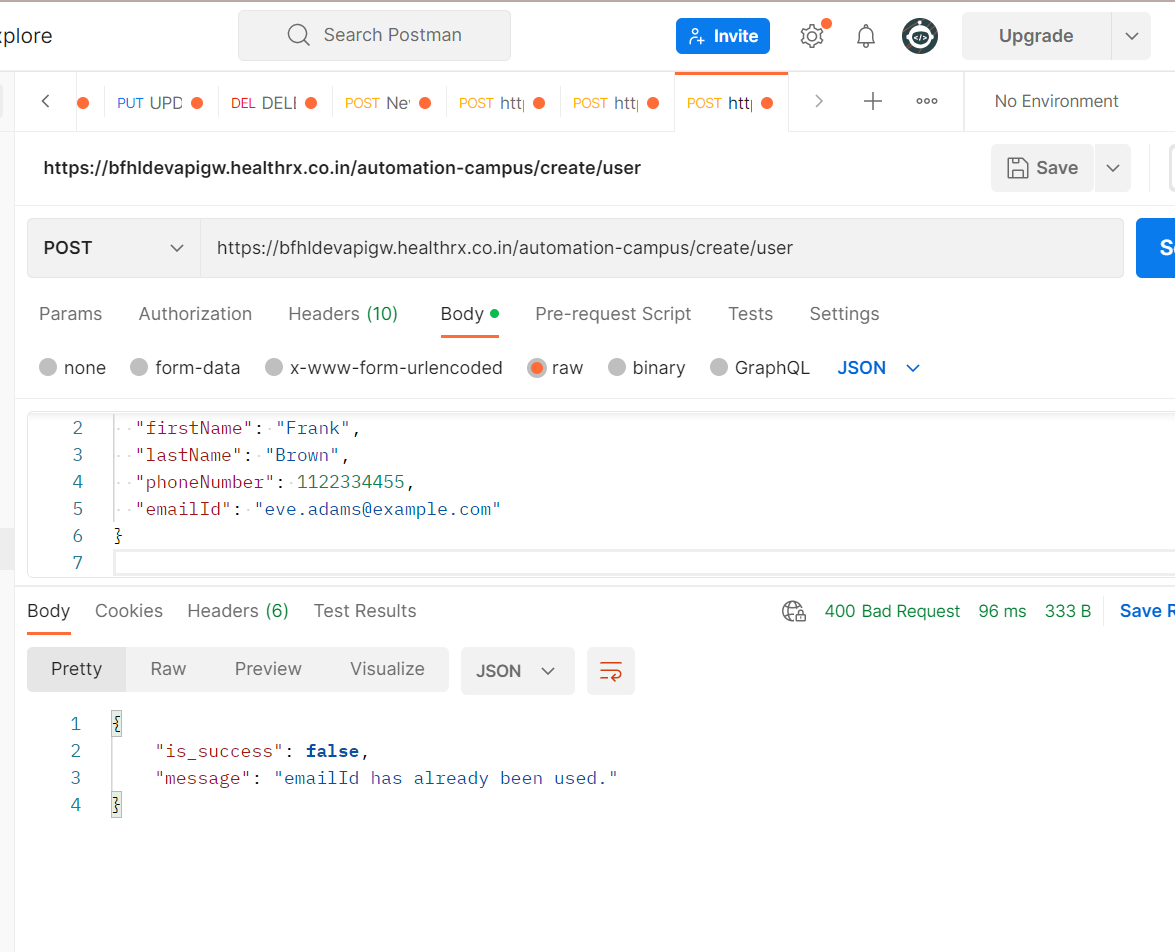 xplore
Search Postman
Invite
Upgrade
PUT UPD
DEL DELE
POST Ne
POST htt
POST htt
POST htt
No Environment
https://bfhldevapigw.healthrx.co.in/automation-campus/create/user
Save
POST
https://bfhldevapigw.healthrx.co.in/automation-campus/create/user
S
Params Authorization Headers (10) Body Pre-request Script Tests Settings
none form-data x-www-form-urlencoded raw binary GraphQL JSON
2 "firstName": "Frank",
3 "lastName": "Brown",
4 "phoneNumber": 1122334455,
5 "emailId": "eve.adams@example.com"
6 }
7
Body Cookies Headers (6) Test Results
400 Bad Request 96 ms 333 B Save R
Pretty Raw Preview Visualize JSON
1 {
2 "is_success": false,
3 "message": "emailId has already been used."
4 }